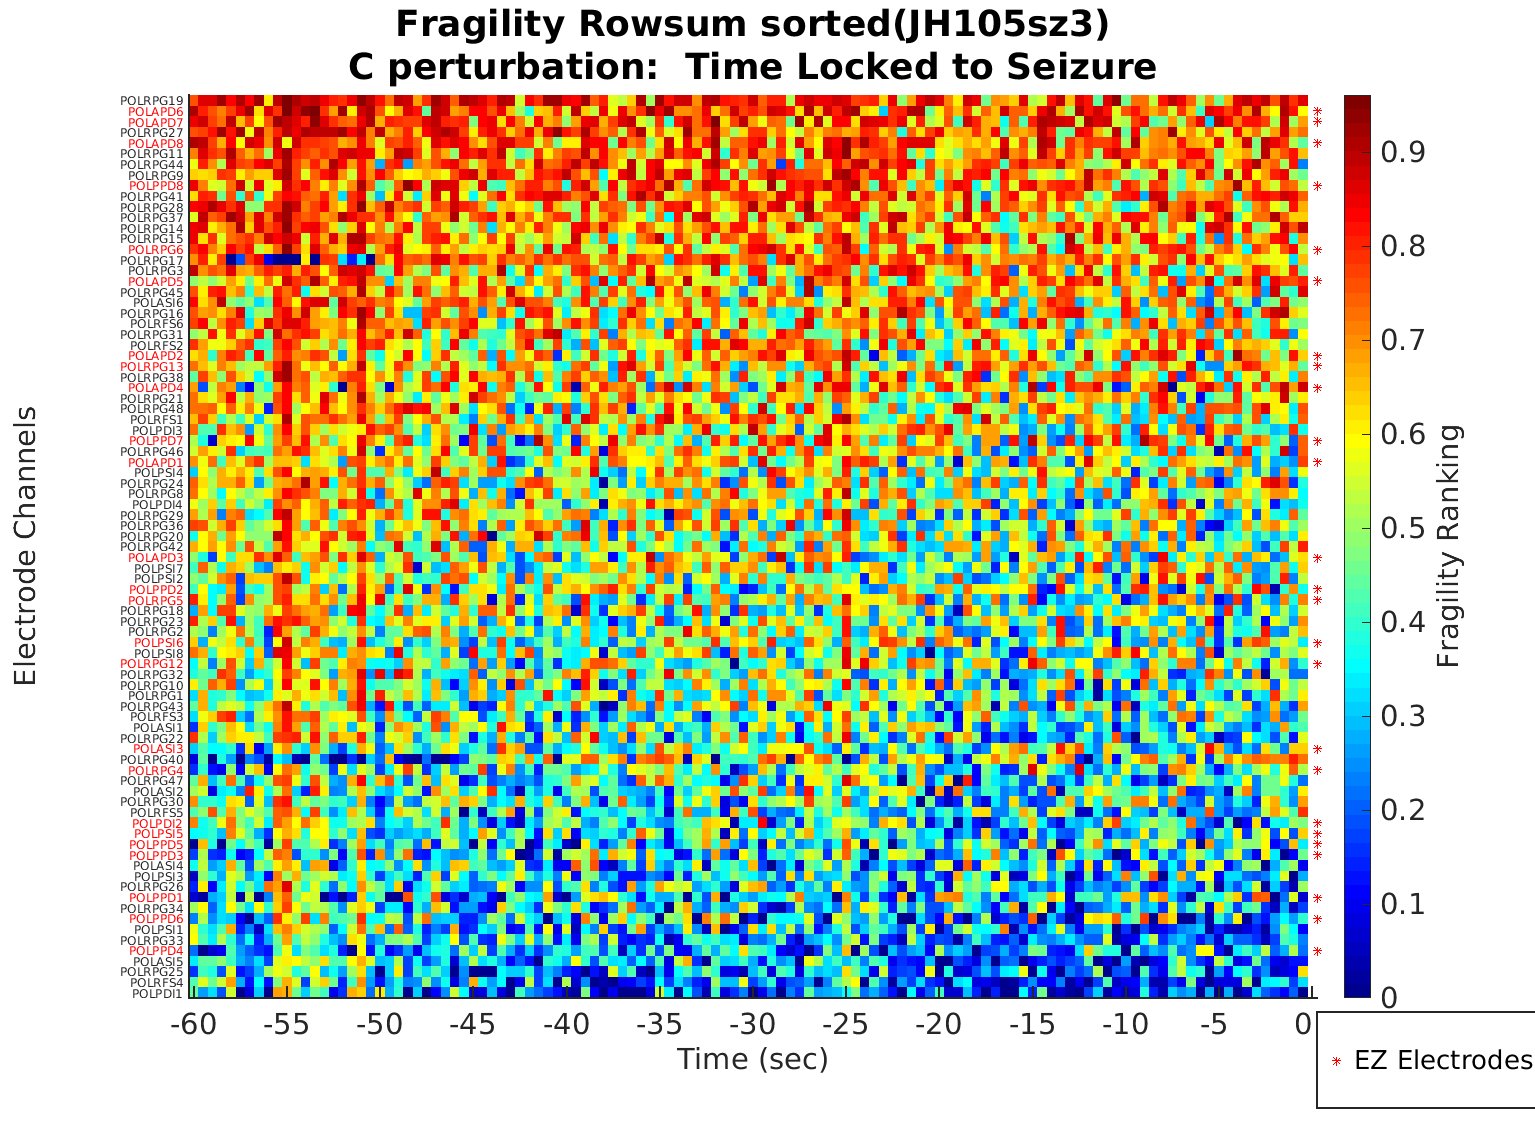 Fragility Rowsum sorted(JH105sz3)
C perturbation:  Time Locked to Seizure
Electrode Channels
POLRPG19
POLAPD6
POLAPD7
POLRPG27
POLAPD8
POLRPG11
POLRPG44
POLRPG9
POLPPD8
POLRPG41
POLRPG28
POLRPG37
POLRPG14
POLRPG15
POLRPG6
POLRPG17
POLRPG3
POLAPD5
POLRPG45
POLASI6
POLRPG16
POLRFS6
POLRPG31
POLRFS2
POLAPD2
POLRPG13
POLRPG38
POLAPD4
POLRPG21
POLRPG48
POLRFS1
POLPDI3
POLPPD7
POLRPG46
POLAPD1
POLPSI4
POLRPG24
POLRPG8
POLPDI4
POLRPG29
POLRPG36
POLRPG20
POLRPG42
POLAPD3
POLPSI7
POLPSI2
POLPPD2
POLRPG5
POLRPG18
POLRPG23
POLRPG2
POLPSI6
POLPSI8
POLRPG12
POLRPG32
POLRPG10
POLRPG1
POLRPG43
POLRFS3
POLASI1
POLRPG22
POLASI3
POLRPG40
POLRPG4
POLRPG47
POLASI2
POLRPG30
POLRFS5
POLPDI2
POLPSI5
POLPPD5
POLPPD3
POLASI4
POLPSI3
POLRPG26
POLPPD1
POLRPG34
POLPPD6
POLPSI1
POLRPG33
POLPPD4
POLASI5
POLRPG25
POLRFS4
POLPDI1
-60 -55 -50 -45 -40 -35 -30 -25 -20 -15 -10 -5 0
Time (sec)
0.9
0.8
0.7
0.6
0.5
0.4
0.3
0.2
0.1
0
Fragility Ranking
EZ Electrodes